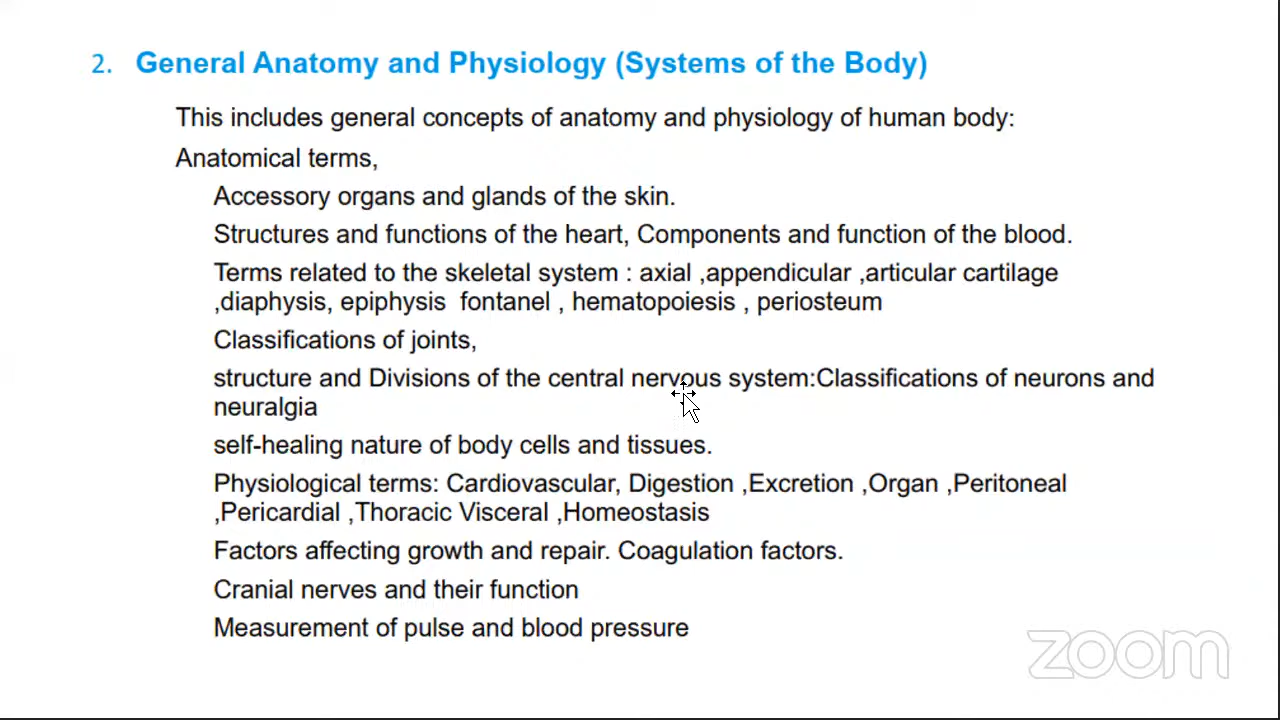 2. General Anatomy and Physiology (Systems of the Body)
This includes general concepts of anatomy and physiology of human body:
Anatomical terms,
Accessory organs and glands of the skin.
Structures and functions of the heart, Components and function of the blood.
Terms related to the skeletal system : axial ,appendicular ,articular cartilage
,diaphysis, epiphysis  fontanel , hematopoiesis , periosteum
Classifications of joints,
structure and Divisions of the central nervous system:Classifications of neurons and
neuralgia
self-healing nature of body cells and tissues.
Physiological terms: Cardiovascular, Digestion ,Excretion ,Organ ,Peritoneal
,Pericardial ,Thoracic Visceral ,Homeostasis
Factors affecting growth and repair. Coagulation factors.
Cranial nerves and their function
Measurement of pulse and blood pressure
zoom